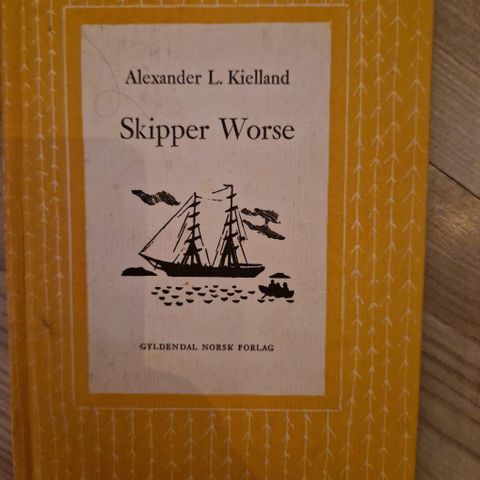 Alexander L. Kielland
Skipper Worse
GYLDENDAL NORSK FORLAG